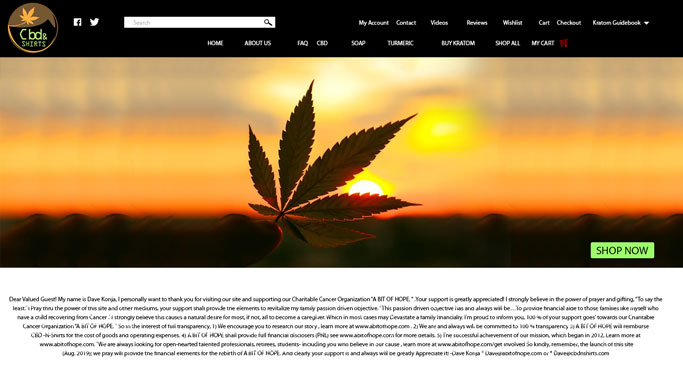 Cbd&
SHIRTS
Search
My Account Contact Videos Reviews Wishlist Cart Checkout Kratom Guidebook
HOME ABOUT US FAQ CBD SOAP TURMERIC BUY KRATOM SHOP ALL MY CART
SHOP NOW
Dear Valued Guest! My name is Dave Konja, I personally want to thank you for visiting our site and supporting our Charitable Cancer Organization "A BIT OF HOPE. " .Your support is greatly appreciated! I strongly believe in the power of prayer and gifting, "To say the
least." I Pray thru the power of this site and other mediums, your support shall provide the elements to revitalize my family passion driven objective. "This passion driven objective was and always will be....To provide financial aide to those families like myself who
have a child recovering from Cancer .". I strongly believe this causes a natural desire for most, if not, all to become a caregiver. Which in most cases may Devastate a family financially. I'm proud to inform you, 100 % of your support goes' towards our Charitable
Cancer Organization "A BIT OF HOPE, " So in the interest of full transparency, 1) We encourage you to research our story , learn more at www.abitofhope.com , 2) We are and always will be committed to 100 % transparency. 3) A BIT OF HOPE will reimburse
CBD-N-Shirts for the cost of goods and operating expenses. 4) A BIT OF HOPE shall provide full financial disclosers (PNL) see www.abitofhope.com for more details. 5) The successful achievement of our mission, which began in 2012, Learn more at
www.abitofhope.com. "We are always looking for open-hearted talented professionals, retirees, students- including you who believe in our cause , learn more at www.abitofhope.com/get involved So kindly, remember, the launch of this site
(Aug. 2019); we pray will provide the financial elements for the rebirth of A BIT OF HOPE, And clearly your support is and always will be greatly Appreciate it! -Dave Konja " Dave@abitofhope.com or " Dave@cbdnshirts.com